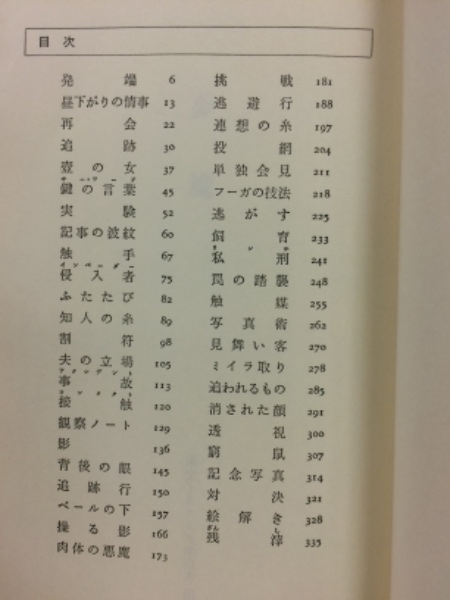 目次
発端 6
昼下がりの情事 13
再会 22
追跡 30
壺の女 37
鍵の言葉 45
実験 52
記事の波紋 60
触手 67
侵入者 75
ふたたび 82
知人の糸 89
割符 98
夫の立場 105
事故 113
接触 120
観察ノート 129
影 136
背後の眼 145
追跡行 150
ベールの下 157
操る影 166
肉体の悪魔 173
挑戦 181
逃遊行 188
連想の糸 197
投網 204
単独会見 211
フーガの技法 218
逃がす 225
飼育 233
私刑 241
罠の踏襲 248
触媒 255
写真術 262
見舞い客 270
ミイラ取り 278
追われるもの 285
消された顔 291
透視 300
窮鼠 307
記念写真 314
対決 321
絵解き 328
残滓 335